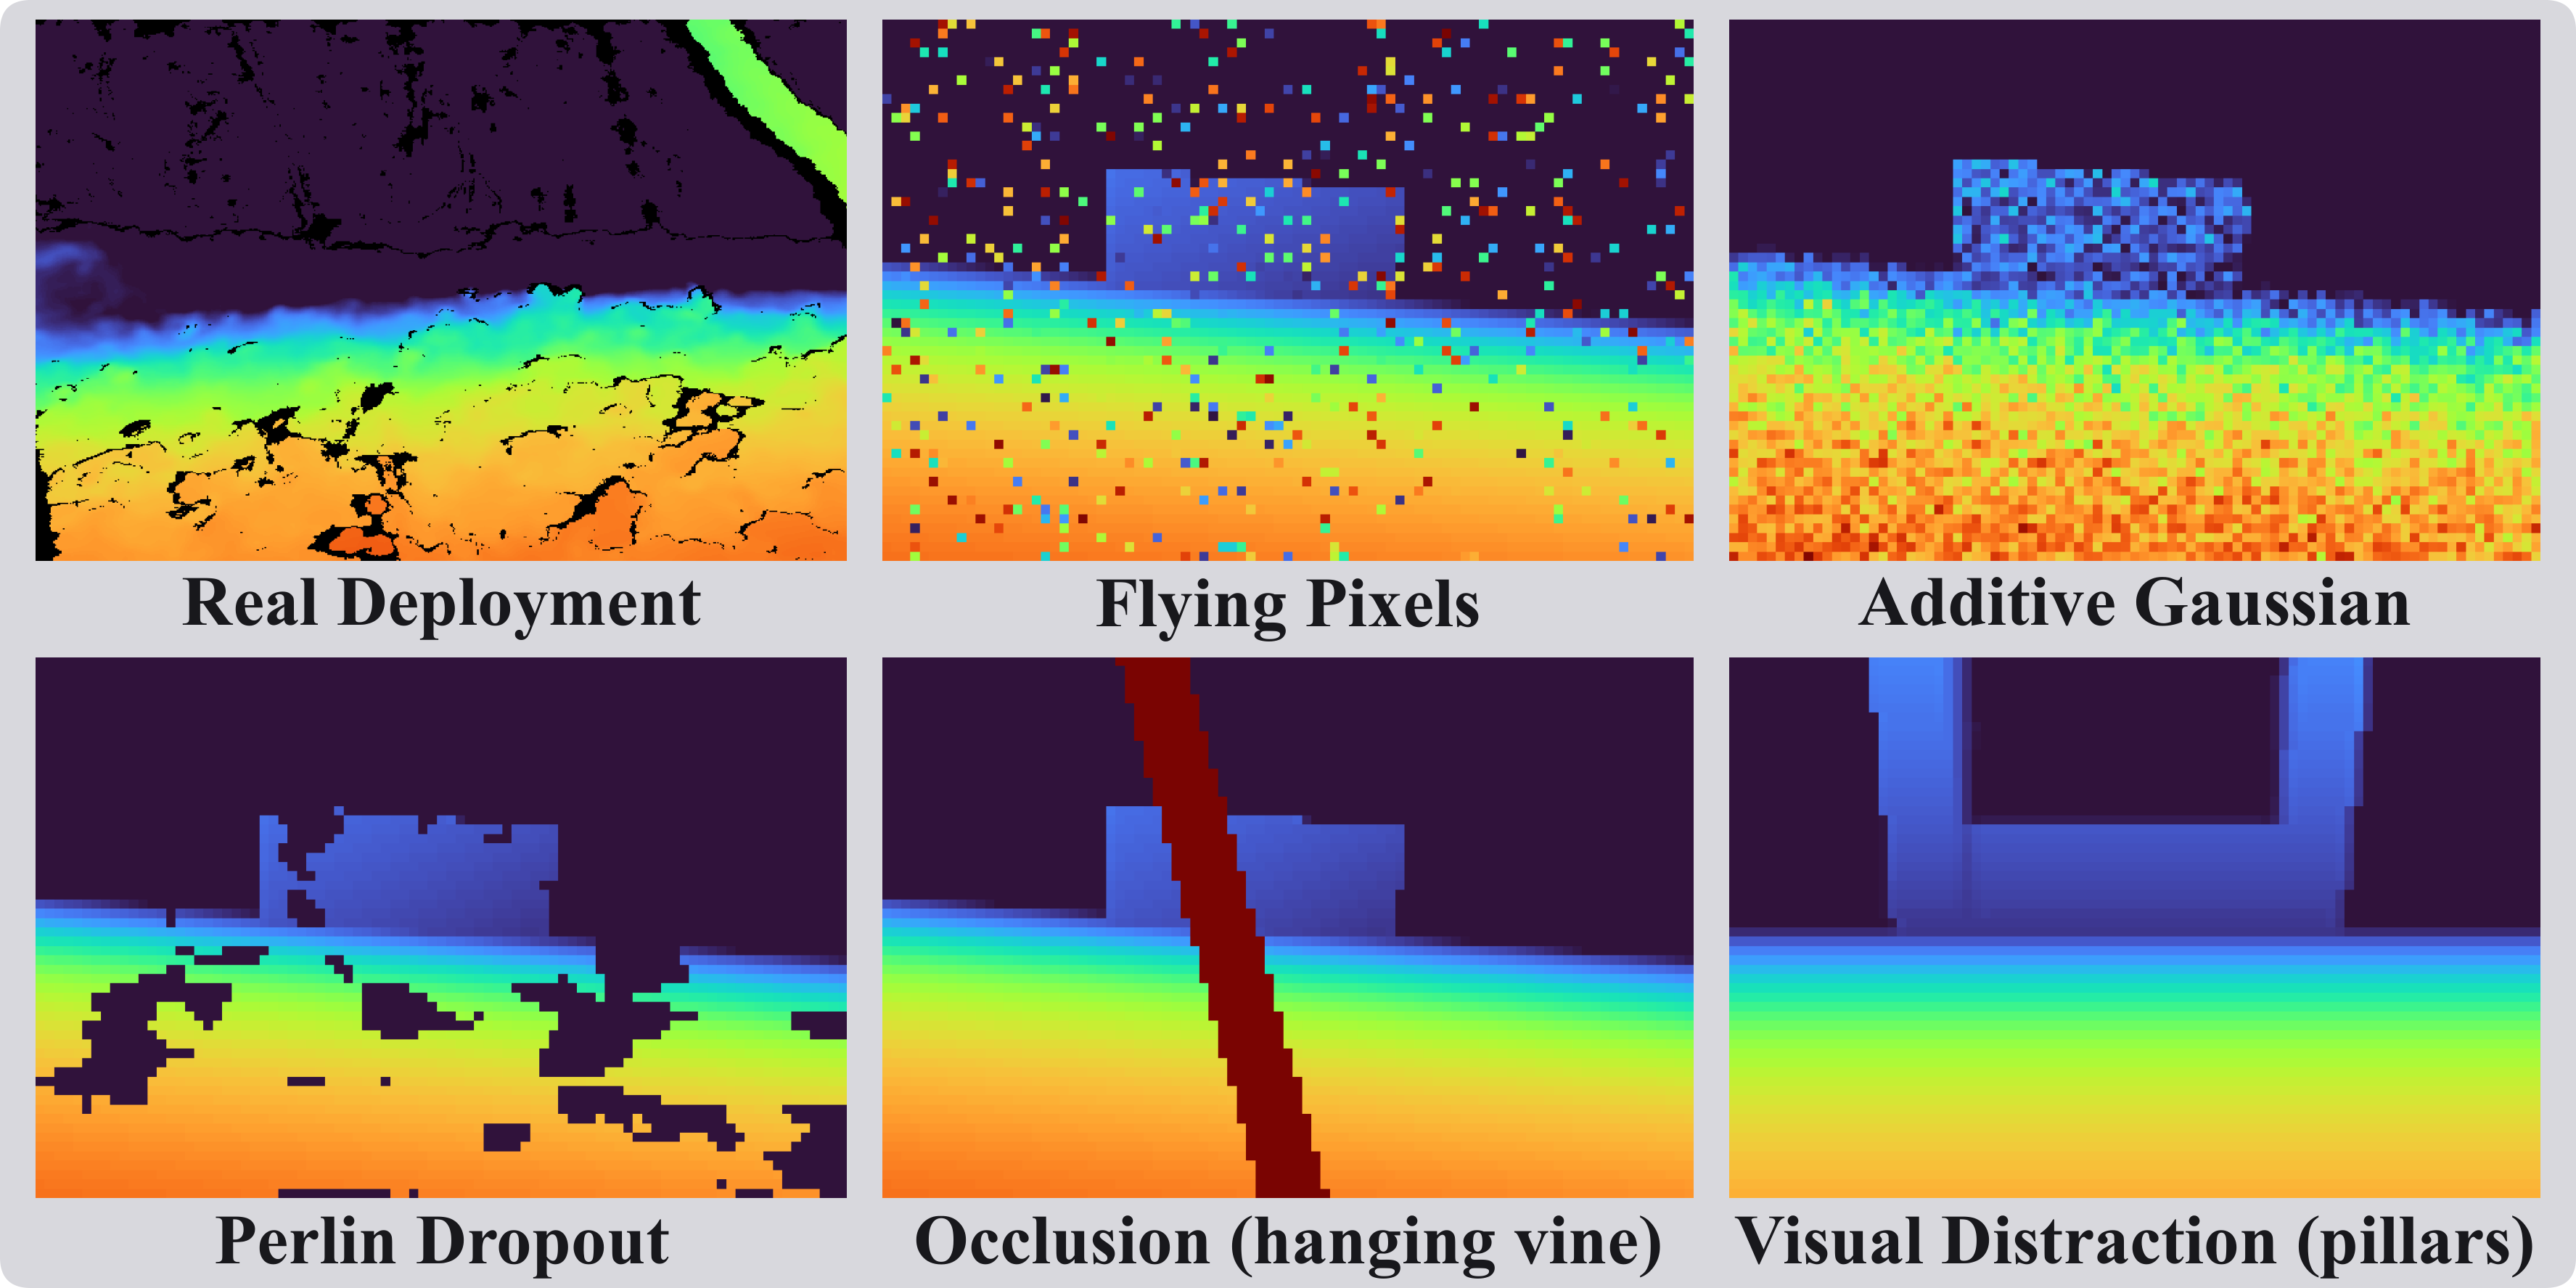 Real Deployment
Flying Pixels
Additive Gaussian
Perlin Dropout
Occlusion (hanging vine)
Visual Distraction (pillars)